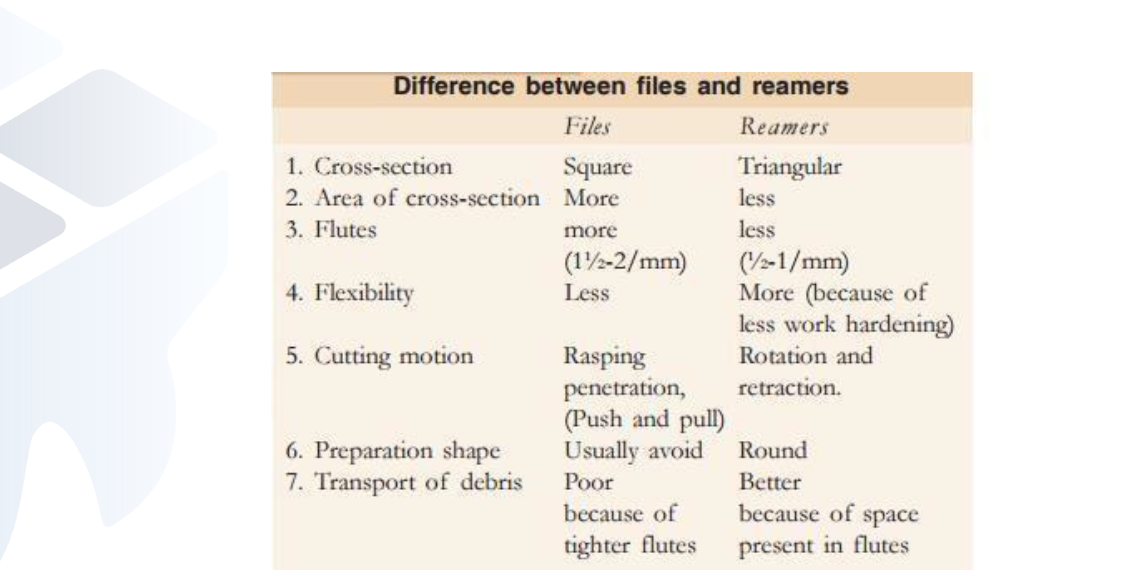 Difference between files and reamers
Files Reamers
1. Cross-section Square Triangular
2. Area of cross-section More less
3. Flutes more less
(1½-2/mm) (½-1/mm)
4. Flexibility Less More (because of
less work hardening)
5. Cutting motion Rasping Rotation and
penetration, retraction.
(Push and pull)
6. Preparation shape Usually avoid Round
7. Transport of debris Poor Better
because of because of space
tighter flutes present in flutes